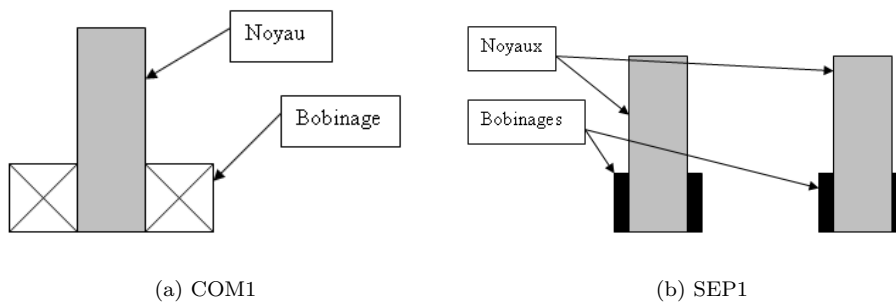 Noyau
Bobinage
Noyaux
Bobinages
(a) COM1
(b) SEP1